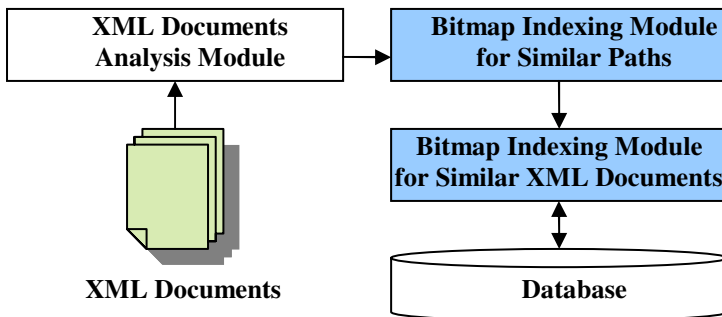 XML Documents
Analysis Module
Bitmap Indexing Module
for Similar Paths
Bitmap Indexing Module
for Similar XML Documents
XML Documents
Database